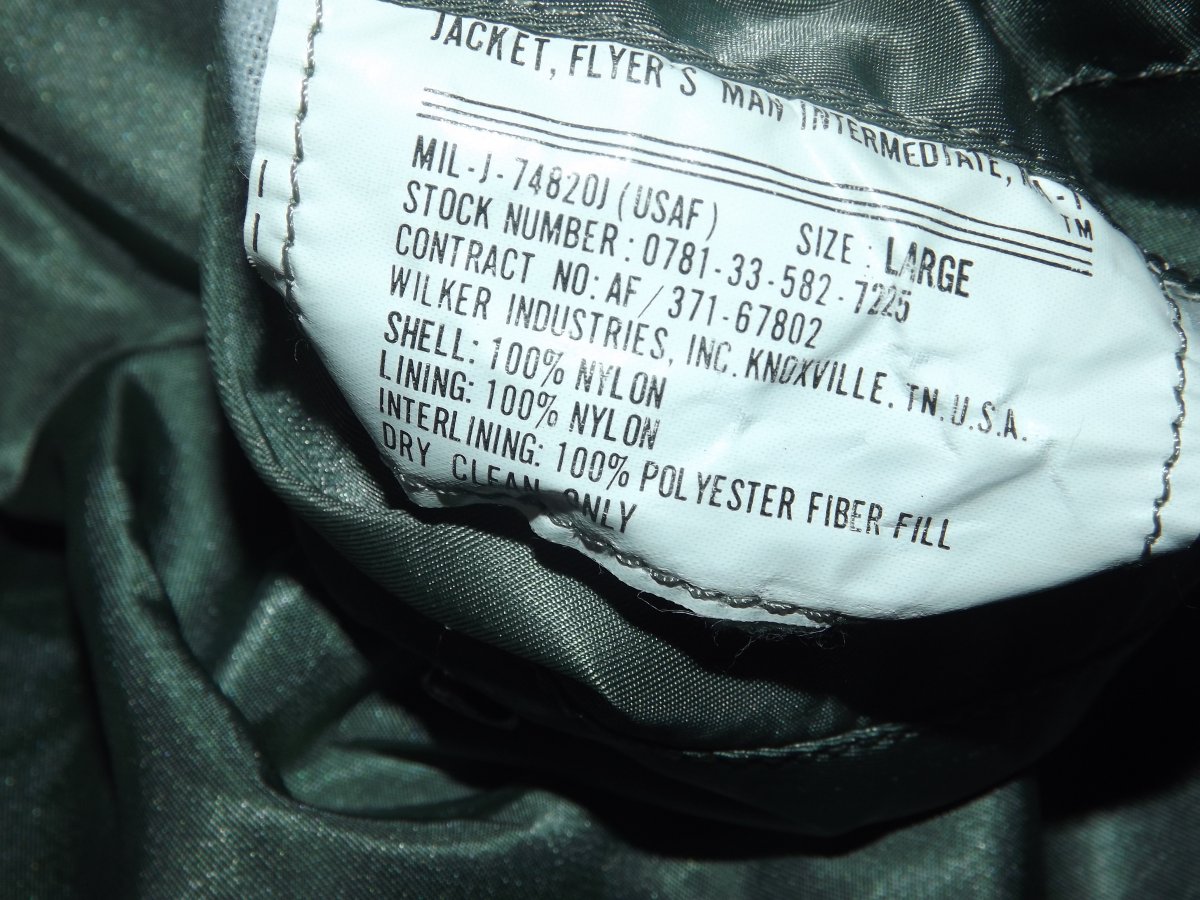 JACKET, FLYER'S MAN INTERMEDIATE,
TM
MIL-J-74820J (USAF) SIZE: LARGE
STOCK NUMBER: 0781-33-582-7225
CONTRACT NO: AF/371-67802
WILKER INDUSTRIES, INC. KNOXVILLE. TN. U.S.A.
SHELL: 100% NYLON
LINING: 100% NYLON
INTERLINING: 100% POLYESTER FIBER FILL
DRY CLEAN ONLY